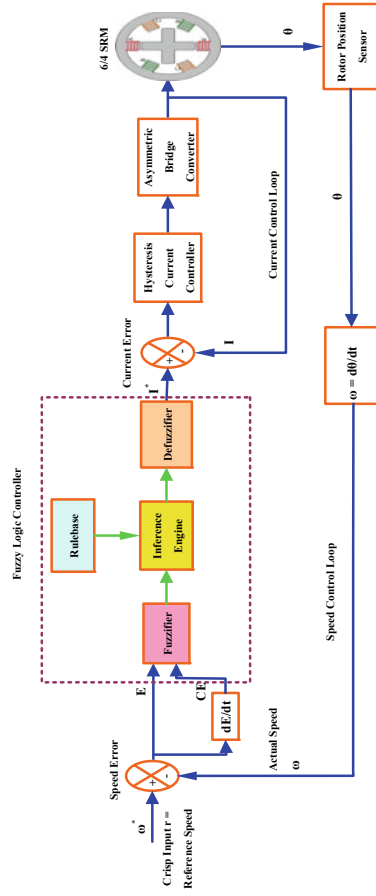 Fuzzy Logic Controller
Rulebase
Fuzzifier
Inference
Engine
Defuzzifier
Speed Error
+
-
ω*
Crisp Input r =
Reference Speed
E
CE
dE/dt
Actual Speed
ω
I*
Current Error
+
-
I
Hysteresis
Current
Controller
Asymmetric
Bridge
Converter
Current Control Loop
6/4 SRM
θ
Rotor Position
Sensor
θ
ω = dθ/dt
Speed Control Loop